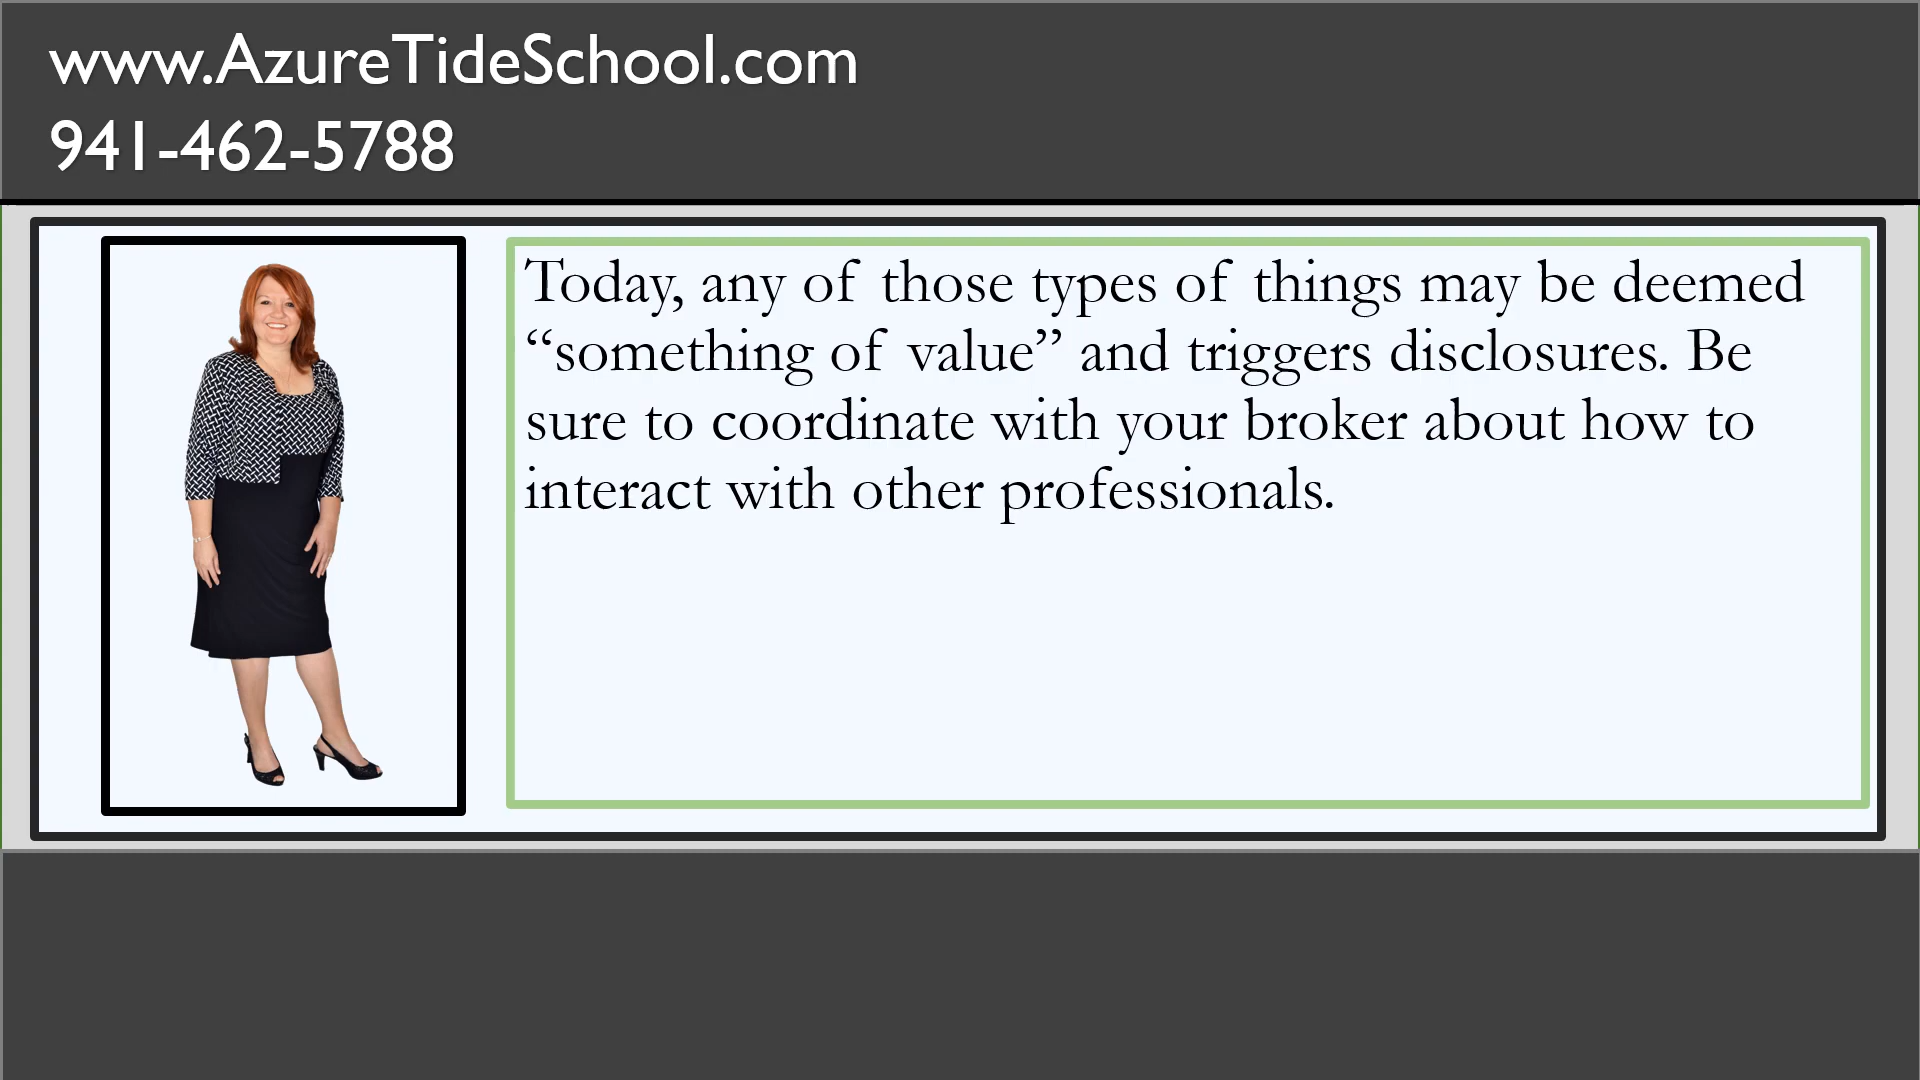 www.AzureTideSchool.com
941-462-5788
Today, any of those types of things may be deemed
“something of value” and triggers disclosures. Be
sure to coordinate with your broker about how to
interact with other professionals.